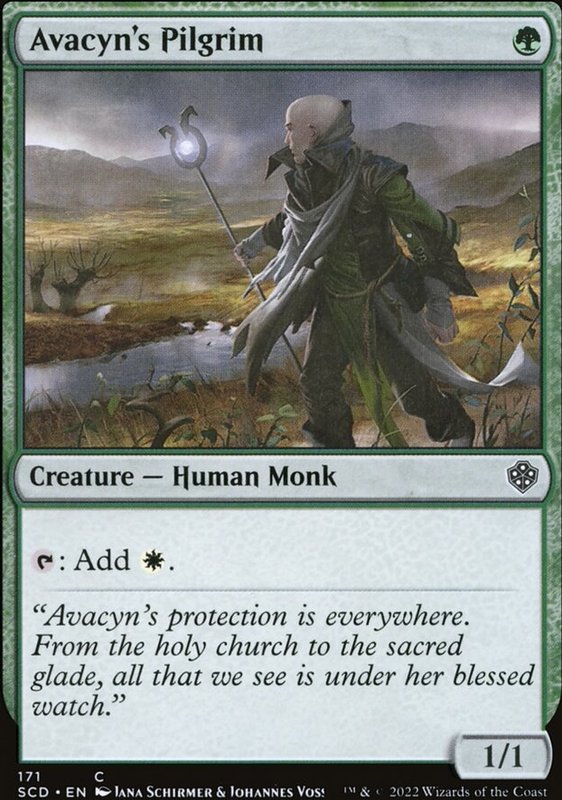 Avacyn's Pilgrim
Creature — Human Monk
: Add .
“Avacyn's protection is everywhere.
From the holy church to the sacred
glade, all that we see is under her blessed
watch.”
1/1
171 C
SCD • EN Jana Schirmer & Johannes Voss ™ & © 2022 Wizards of the Coast